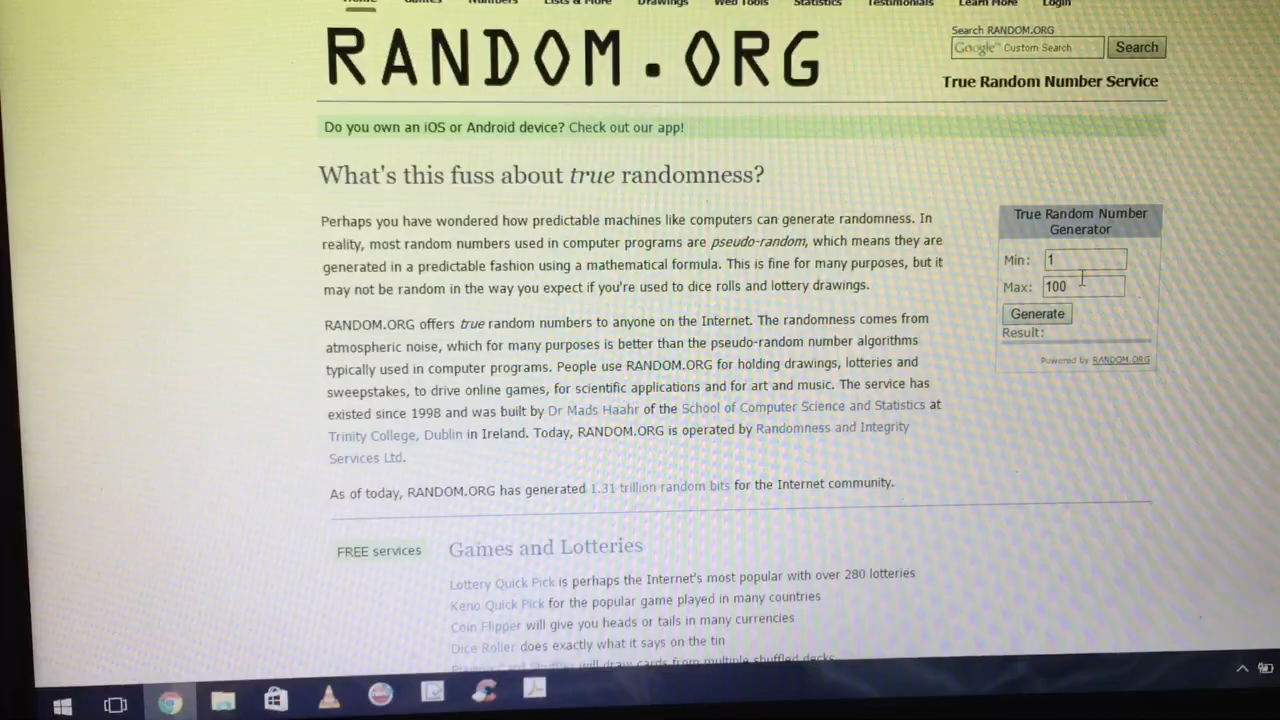 Home Games Numbers Lists & More Drawings Web Tools Statistics Testimonials Learn More Login
RANDOM.ORG
Search RANDOM.ORG
Google™ Custom Search Search
True Random Number Service
Do you own an iOS or Android device? Check out our app!
What's this fuss about true randomness?
Perhaps you have wondered how predictable machines like computers can generate randomness. In
reality, most random numbers used in computer programs are pseudo-random, which means they are
generated in a predictable fashion using a mathematical formula. This is fine for many purposes, but it
may not be random in the way you expect if you're used to dice rolls and lottery drawings.
RANDOM.ORG offers true random numbers to anyone on the Internet. The randomness comes from
atmospheric noise, which for many purposes is better than the pseudo-random number algorithms
typically used in computer programs. People use RANDOM.ORG for holding drawings, lotteries and
sweepstakes, to drive online games, for scientific applications and for art and music. The service has
existed since 1998 and was built by Dr Mads Haahr of the School of Computer Science and Statistics at
Trinity College, Dublin in Ireland. Today, RANDOM.ORG is operated by Randomness and Integrity
Services Ltd.
As of today, RANDOM.ORG has generated 1.31 trillion random bits for the Internet community.
True Random Number
Generator
Min: 1
Max: 100
Generate
Result:
Powered by RANDOM.ORG
FREE services
Games and Lotteries
Lottery Quick Pick is perhaps the Internet's most popular with over 280 lotteries
Keno Quick Pick for the popular game played in many countries
Coin Flipper will give you heads or tails in many currencies
Dice Roller does exactly what it says on the tin
Playing Card Shuffler will draw cards from multiple shuffled decks